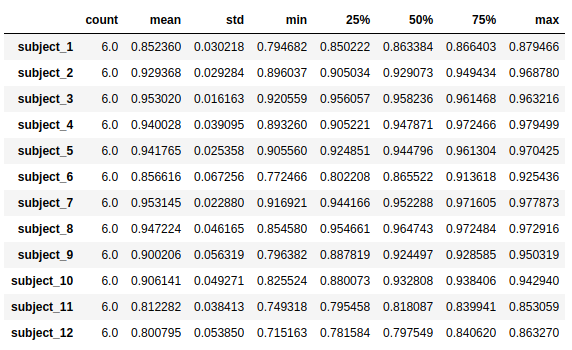 count mean std min 25% 50% 75% max
subject_1 6.0 0.852360 0.030218 0.794682 0.850222 0.863384 0.866403 0.879466
subject_2 6.0 0.929368 0.029284 0.896037 0.905034 0.929073 0.949434 0.968780
subject_3 6.0 0.953020 0.016163 0.920559 0.956057 0.958236 0.961468 0.963216
subject_4 6.0 0.940028 0.039095 0.893260 0.905221 0.947871 0.972466 0.979499
subject_5 6.0 0.941765 0.025358 0.905560 0.924851 0.944796 0.961304 0.970425
subject_6 6.0 0.856616 0.067256 0.772466 0.802208 0.865522 0.913618 0.925436
subject_7 6.0 0.953145 0.022880 0.916921 0.944166 0.952288 0.971605 0.977873
subject_8 6.0 0.947224 0.046165 0.854580 0.954661 0.964743 0.972484 0.972916
subject_9 6.0 0.900206 0.056319 0.796382 0.887819 0.924497 0.928585 0.950319
subject_10 6.0 0.906141 0.049271 0.825524 0.880073 0.932808 0.938406 0.942940
subject_11 6.0 0.812282 0.038413 0.749318 0.795458 0.818087 0.839941 0.853059
subject_12 6.0 0.800795 0.053850 0.715163 0.781584 0.797549 0.840620 0.863270